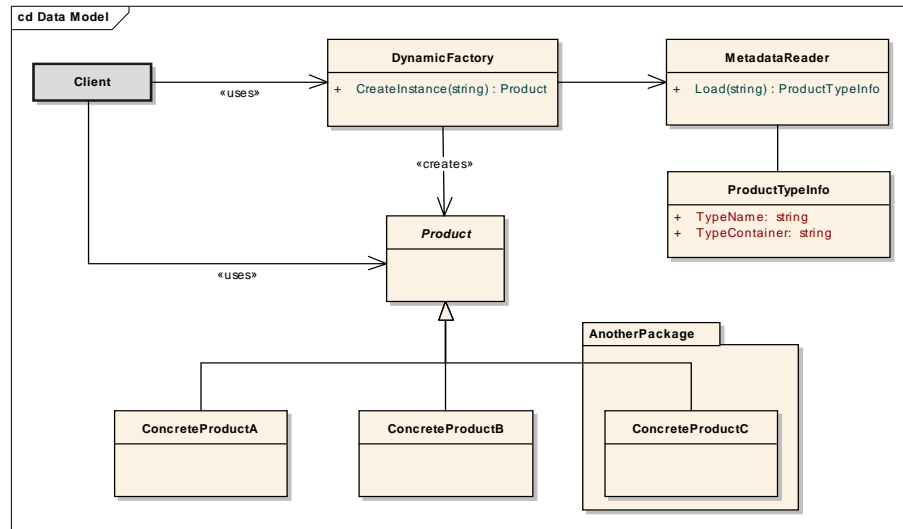 cd Data Model
Client
«uses»
DynamicFactory
+ CreateInstance(string) : Product
MetadataReader
+ Load(string) : ProductTypeInfo
«creates»
ProductTypeInfo
+ TypeName: string
+ TypeContainer: string
Product
«uses»
AnotherPackage
ConcreteProductA
ConcreteProductB
ConcreteProductC